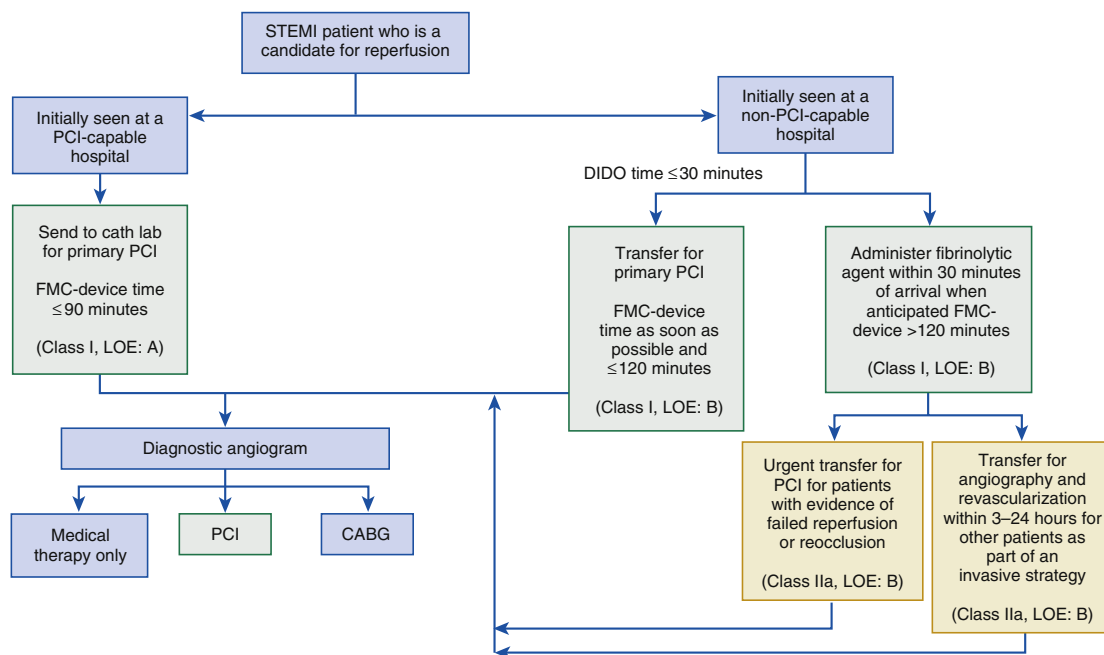 STEMI patient who is a
candidate for reperfusion
Initially seen at a
PCI-capable
hospital
Initially seen at a
non-PCI-capable
hospital
DIDO time ≤30 minutes
Send to cath lab
for primary PCI
FMC-device time
≤90 minutes
(Class I, LOE: A)
Transfer for
primary PCI
FMC-device
time as soon as
possible and
≤120 minutes
(Class I, LOE: B)
Administer fibrinolytic
agent within 30 minutes
of arrival when
anticipated FMC-
device >120 minutes
(Class I, LOE: B)
Diagnostic angiogram
Medical
therapy only
PCI
CABG
Urgent transfer for
PCI for patients
with evidence of
failed reperfusion
or reocclusion
(Class IIa, LOE: B)
Transfer for
angiography and
revascularization
within 3–24 hours for
other patients as
part of an
invasive strategy
(Class IIa, LOE: B)